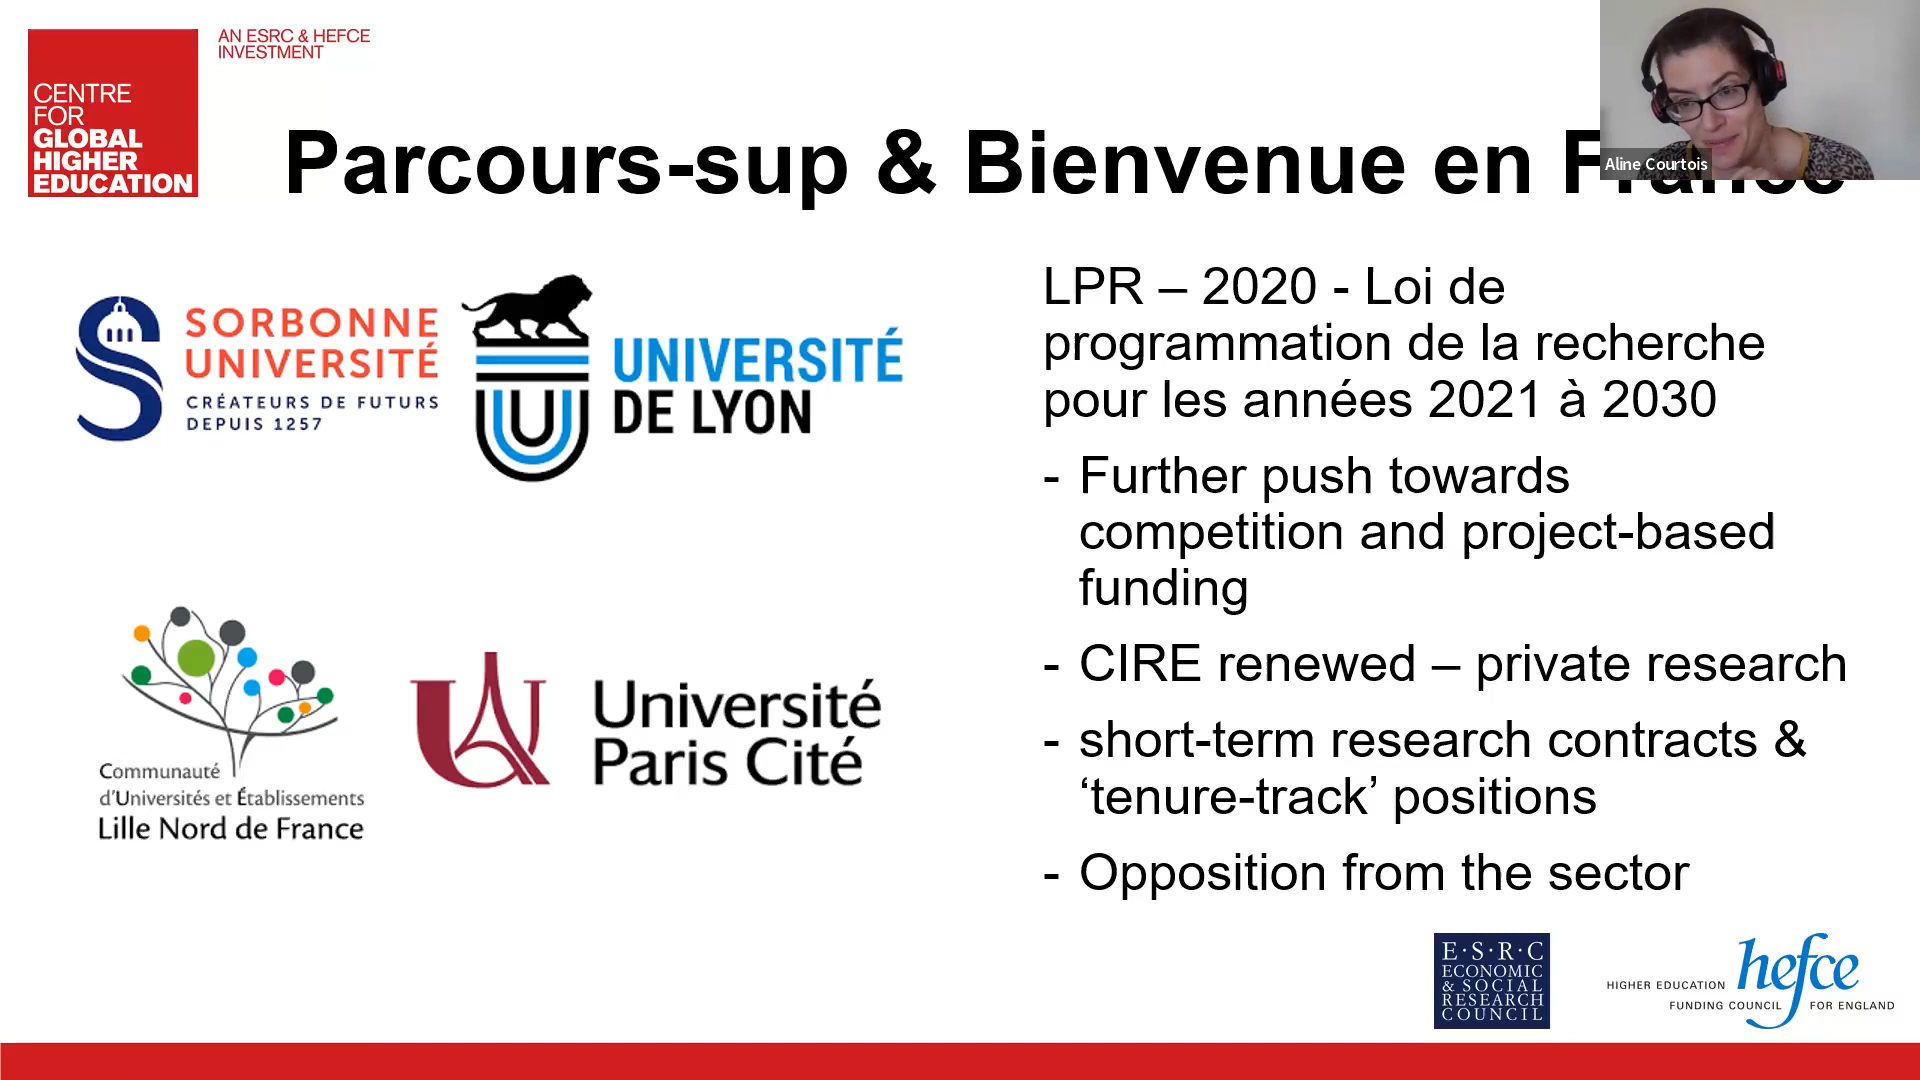 AN ESRC & HEFCE
INVESTMENT
CENTRE
FOR
GLOBAL
HIGHER
EDUCATION
Parcours-sup & Bienvenue en France
Aline Courtois
SORBONNE
UNIVERSITÉ
CRÉATEURS DE FUTURS
DEPUIS 1257
UNIVERSITÉ
DE LYON
Communauté
d'Universités et Établissements
Lille Nord de France
Université
Paris Cité
LPR – 2020 - Loi de
programmation de la recherche
pour les années 2021 à 2030
- Further push towards
competition and project-based
funding
- CIRE renewed – private research
- short-term research contracts &
‘tenure-track’ positions
- Opposition from the sector
E·S·R·C
ECONOMIC
& SOCIAL
RESEARCH
COUNCIL
hefce
HIGHER EDUCATION
FUNDING COUNCIL FOR ENGLAND